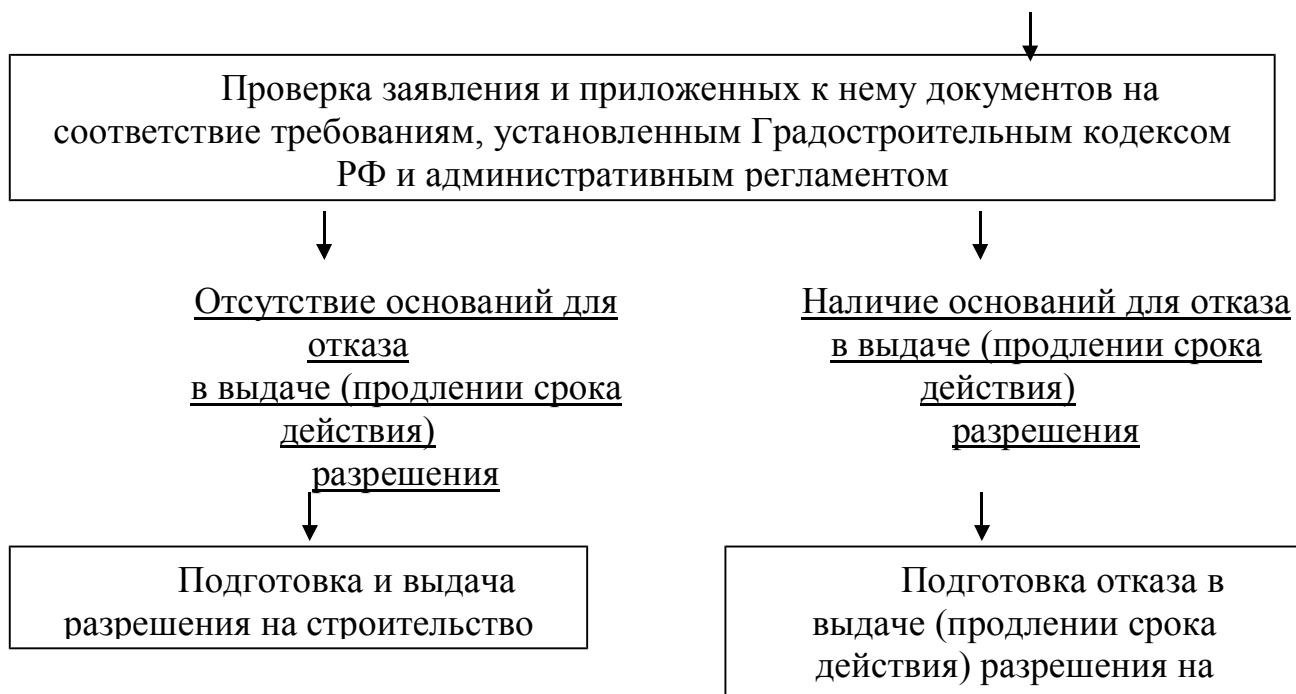 Проверка заявления и приложенных к нему документов на
соответствие требованиям, установленным Градостроительным кодексом
РФ и административным регламентом
Отсутствие оснований для
отказа
в выдаче (продлении срока
действия)
разрешения
Наличие оснований для отказа
в выдаче (продлении срока
действия)
разрешения
Подготовка и выдача
разрешения на строительство
Подготовка отказа в
выдаче (продлении срока
действия) разрешения на